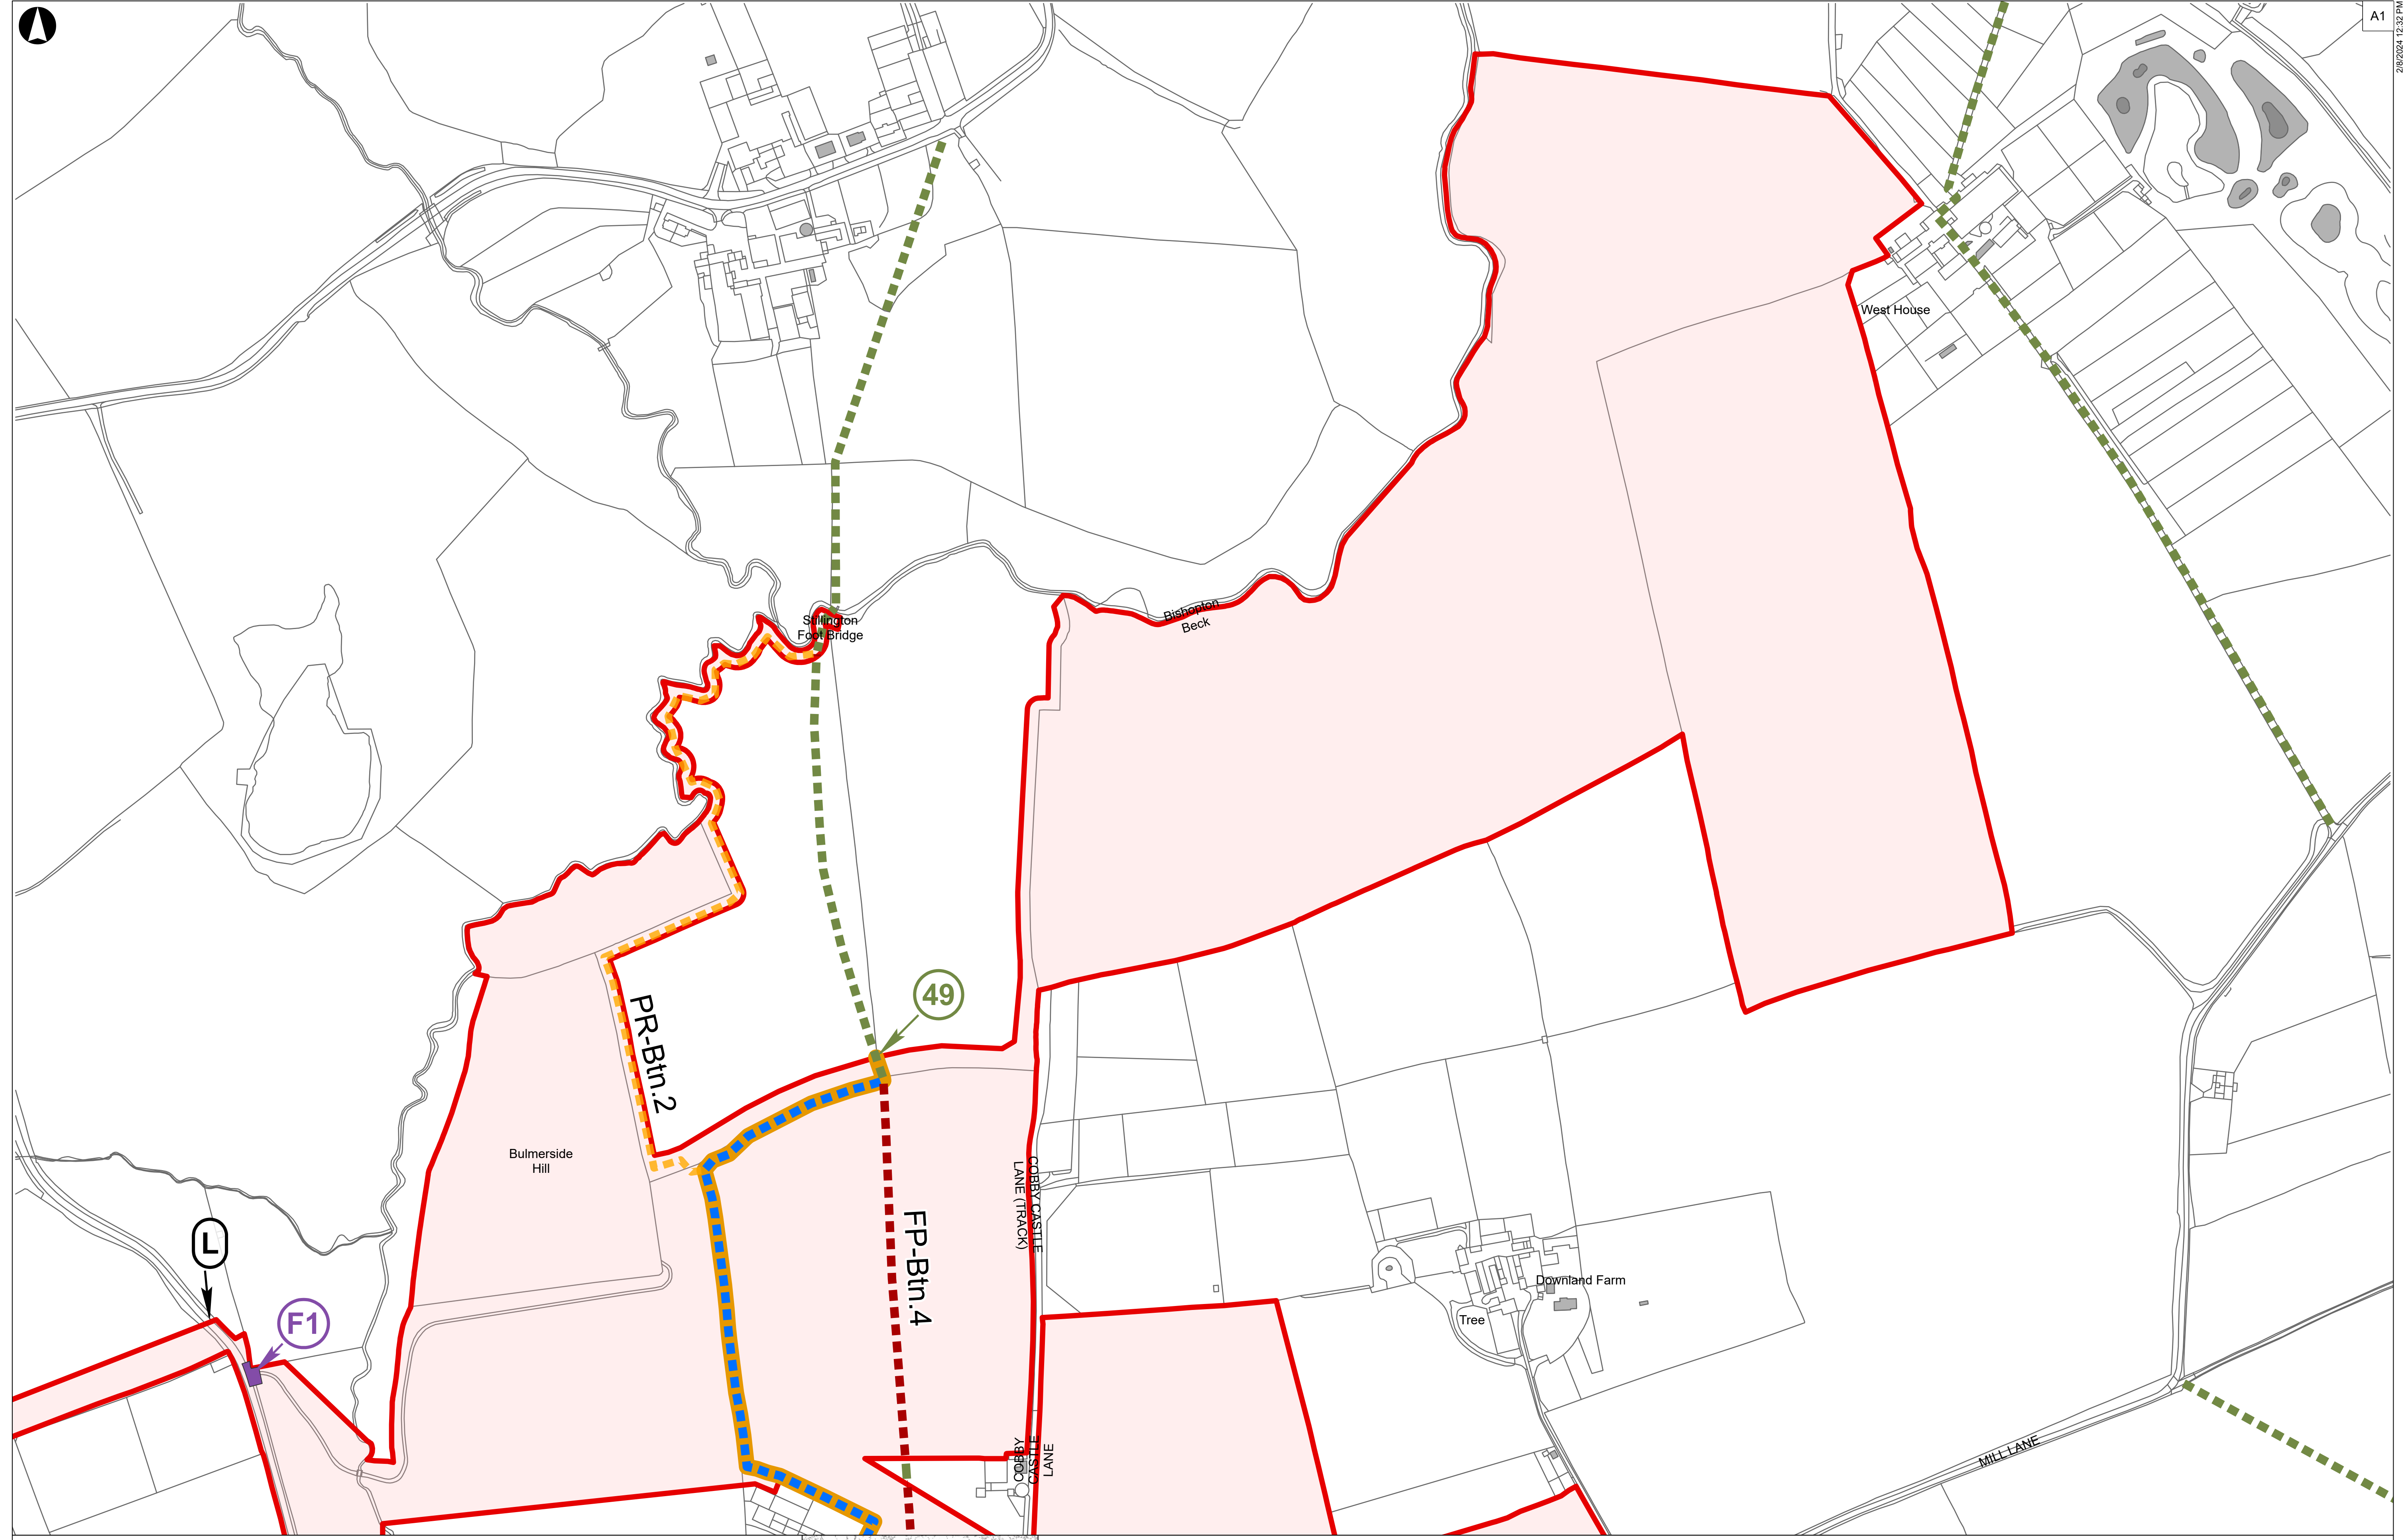 A1
2/8/2024 12:32 PM
West House
Stillington
Foot Bridge
Bishopton
Beck
49
PR-Btn.2
Bulmerside
Hill
COBBY CASTLE
LANE (TRACK)
L
FP-Btn.4
Downland Farm
F1
Tree
COBBY
CASTLE
LANE
MILL LANE